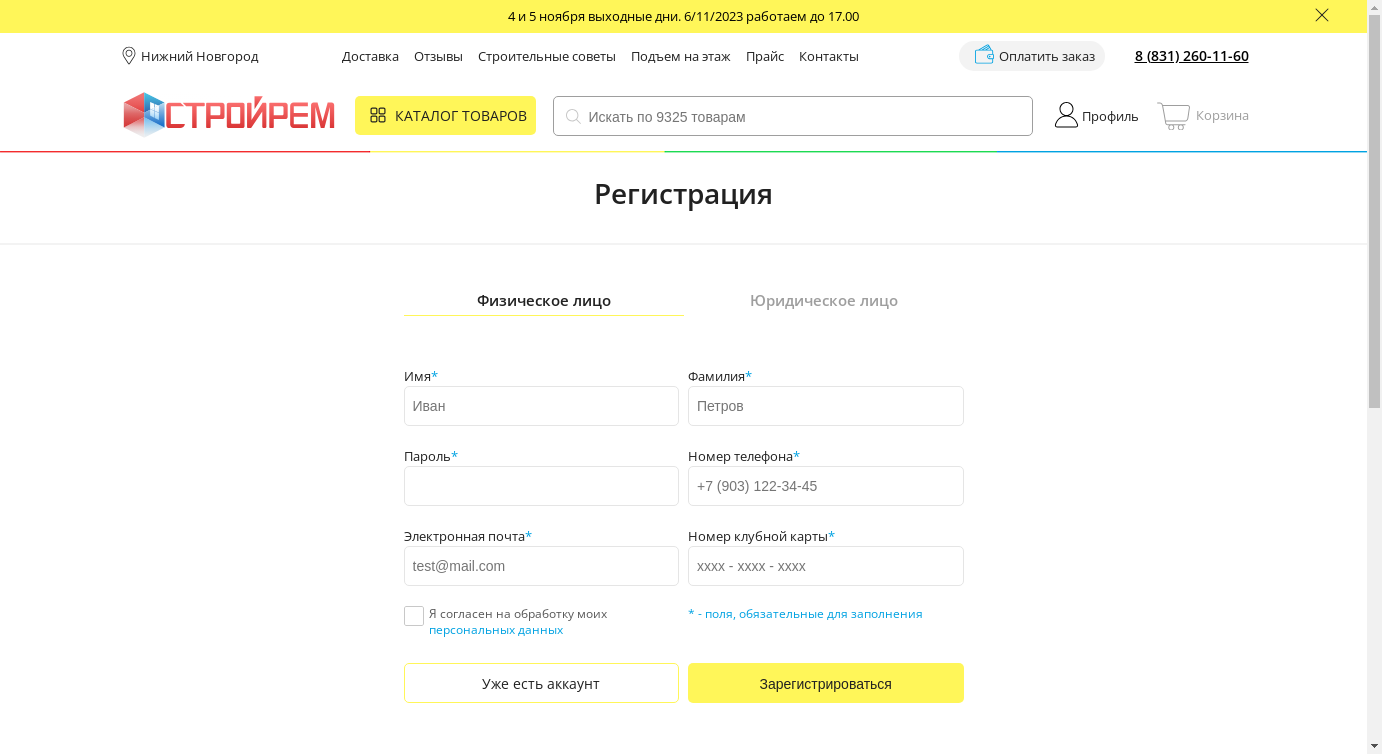 4 и 5 ноября выходные дни. 6/11/2023 работаем до 17.00
Нижний Новгород Доставка Отзывы Строительные советы Подъем на этаж Прайс Контакты Оплатить заказ 8 (831) 260-11-60
СТРОЙРЕМ КАТАЛОГ ТОВАРОВ Искать по 9325 товарам Профиль Корзина
Регистрация
Физическое лицо Юридическое лицо
Имя* Фамилия*
Иван Петров
Пароль* Номер телефона*
+7 (903) 122-34-45
Электронная почта* Номер клубной карты*
test@mail.com xxxx - xxxx - xxxx
Я согласен на обработку моих * - поля, обязательные для заполнения
персональных данных
Уже есть аккаунт Зарегистрироваться